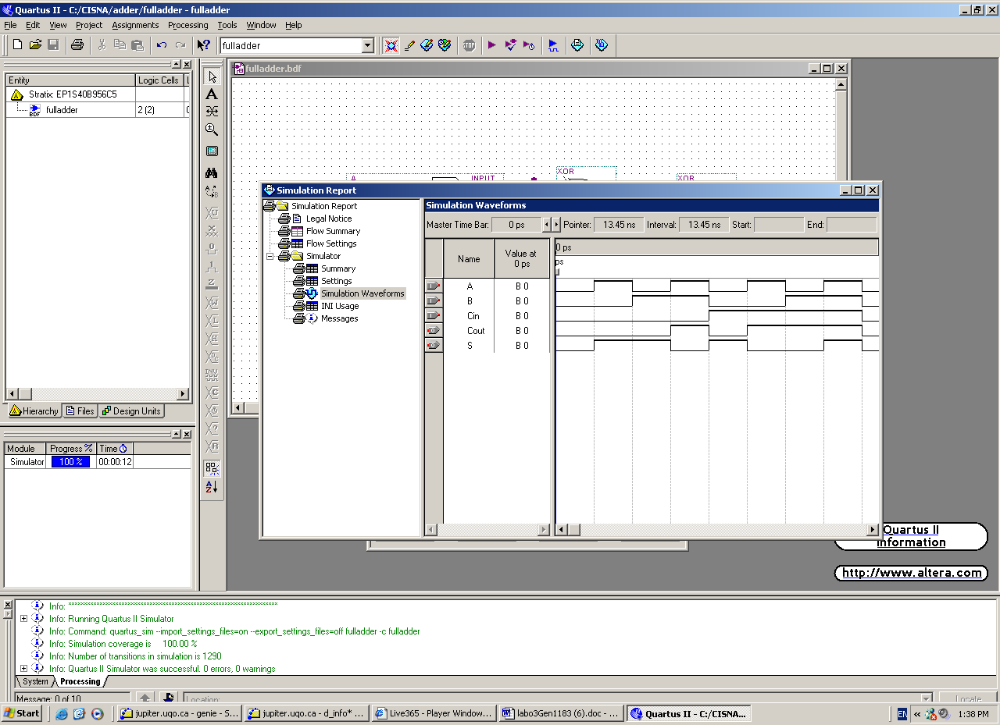 Quartus II - C:/CISNA/adder/fulladder - fulladder
File Edit View Project Assignments Processing Tools Window Help
fulladder
STOP
fulladder.bdf
Entity Logic Cells
Stratix: EP1S40B956C5
BDF fulladder 2 (2)
A INPUT XOR XOR
Hierarchy Files Design Units
Module Progress % Time
Simulator 100 % 00:00:12
Simulation Report
Simulation Report
Legal Notice
Flow Summary
Flow Settings
Simulator
Summary
Settings
Simulation Waveforms
INI Usage
Messages
Simulation Waveforms
Master Time Bar: 0 ps Pointer: 13.45 ns Interval: 13.45 ns Start: End:
Name Value at 0 ps
0 ps
ps
A B 0
B B 0
Cin B 0
Cout B 0
S B 0
Quartus II
Information
http://www.altera.com
Info: Running Quartus II Simulator
Info: Command: quartus_sim --import_settings_files=on --export_settings_files=off fulladder -c fulladder
Info: Simulation coverage is 100.00 %
Info: Number of transitions in simulation is 1290
Info: Quartus II Simulator was successful. 0 errors, 0 warnings
System Processing
Message: 0 of 10 Location: Locate
Start jupiter.uqo.ca - genie - S... jupiter.uqo.ca - d_info* ... Live365 - Player Window... labo3Gen1183 (6).doc - ... Quartus II - C:/CISNA... EN « 1:38 PM